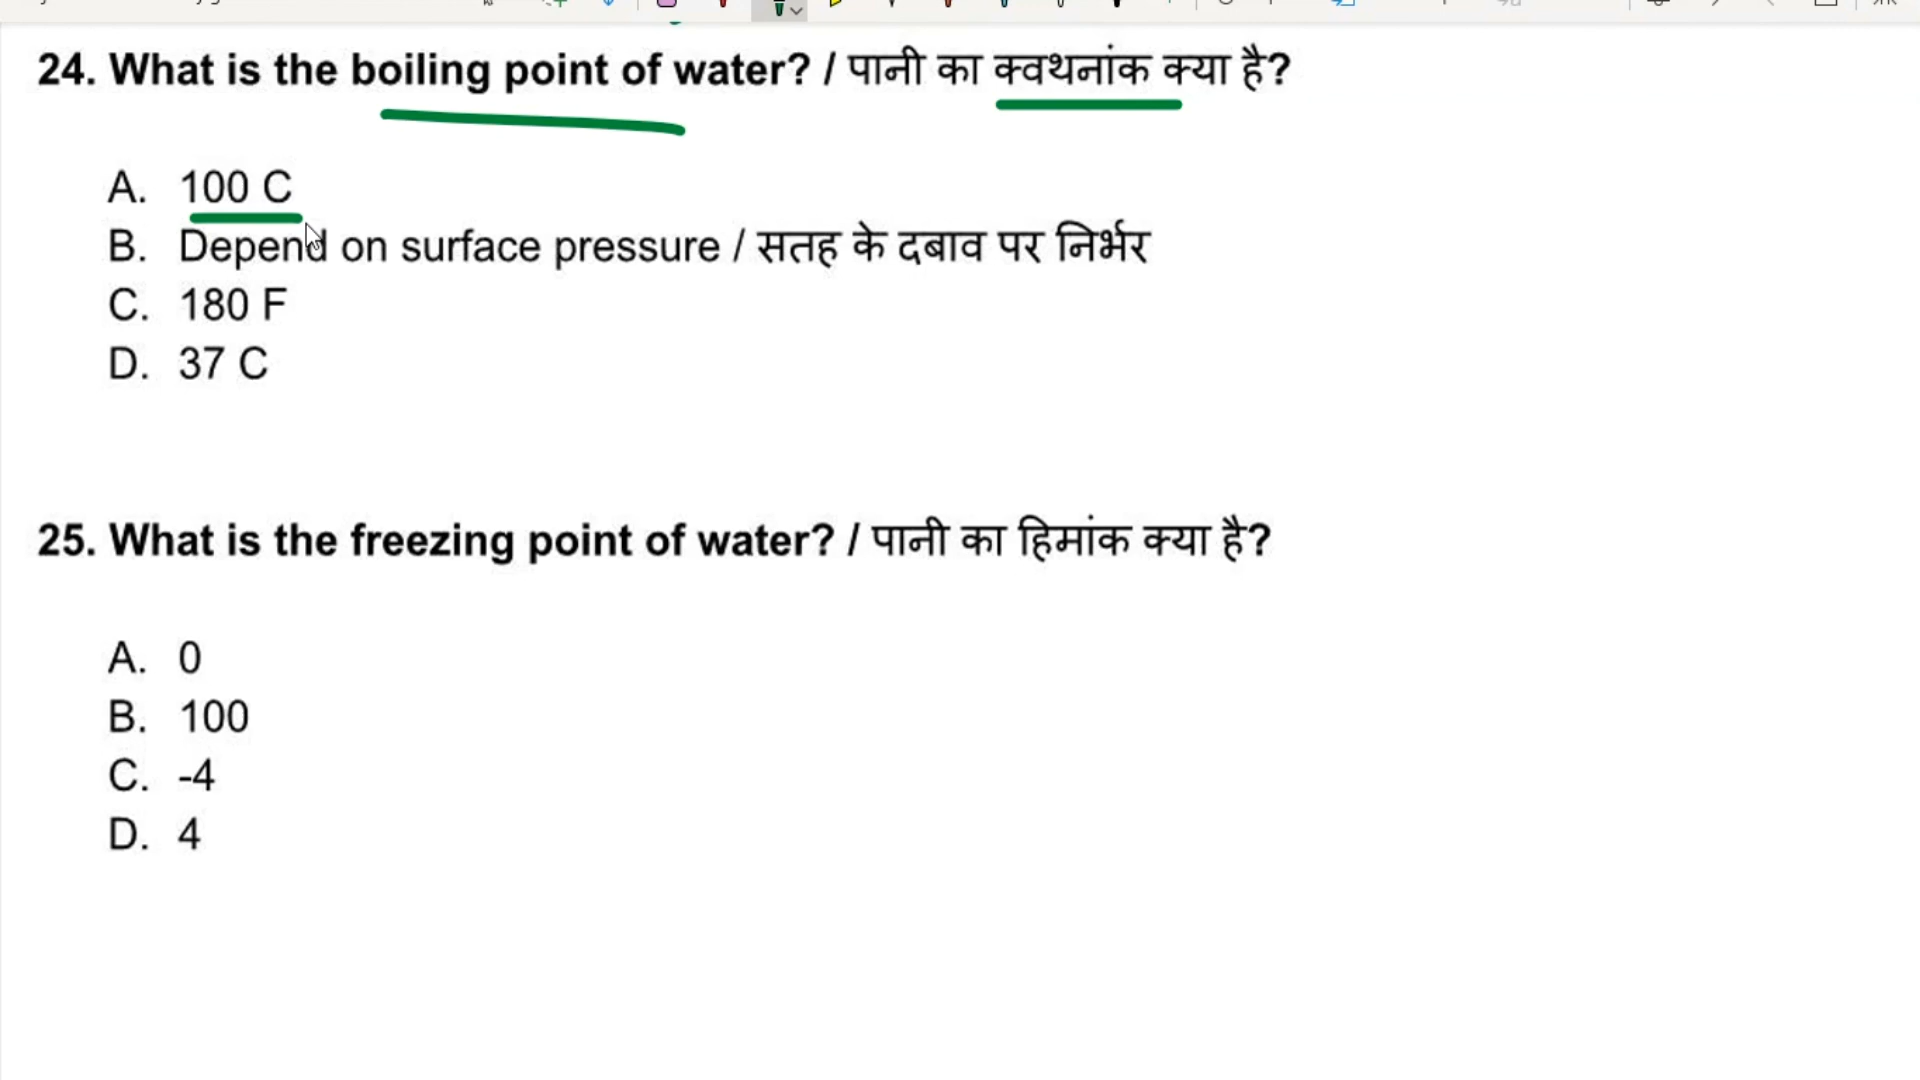 24. What is the boiling point of water? / पानी का क्वथनांक क्या है?
A. 100 C
B. Depend on surface pressure / सतह के दबाव पर निर्भर
C. 180 F
D. 37 C
25. What is the freezing point of water? / पानी का हिमांक क्या है?
A. 0
B. 100
C. -4
D. 4